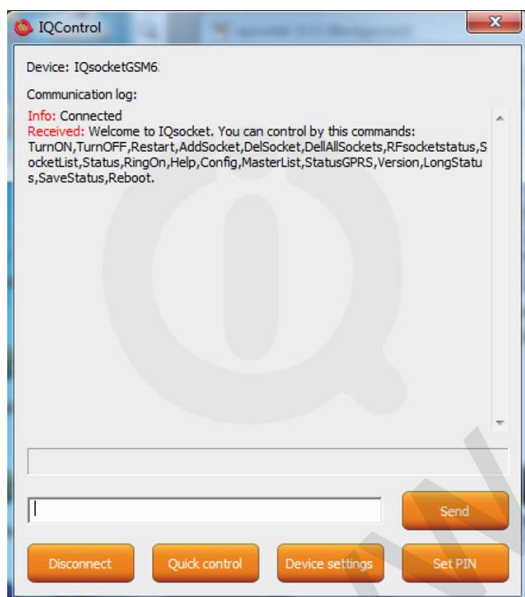 IQControl
Device: IQsocketGSM6
Communication log:
Info: Connected
Received: Welcome to IQsocket. You can control by this commands:
TurnON,TurnOFF,Restart,AddSocket,DelSocket,DellAllSockets,RFsocketstatus,S
ocketList,Status,RingOn,Help,Config,MasterList,StatusGPRS,Version,LongStatu
s,SaveStatus,Reboot.
Send
Disconnect Quick control Device settings Set PIN